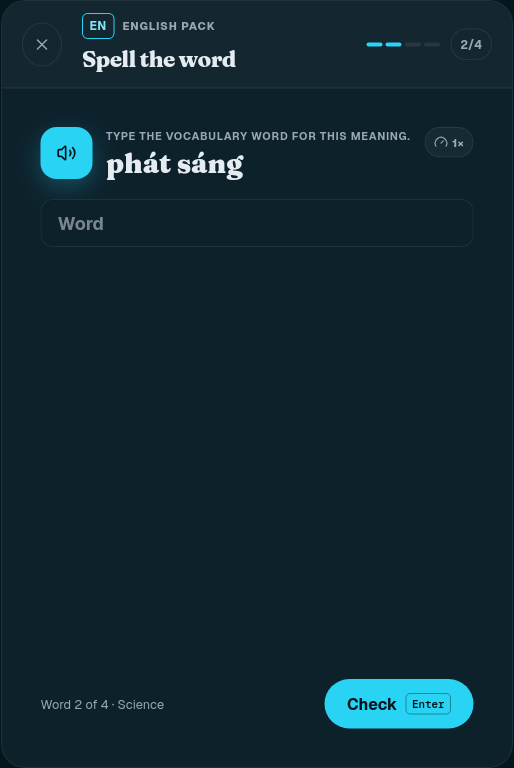 EN ENGLISH PACK
Spell the word
2/4
TYPE THE VOCABULARY WORD FOR THIS MEANING.
phát sáng
1×
Word
Word 2 of 4 · Science
Check Enter